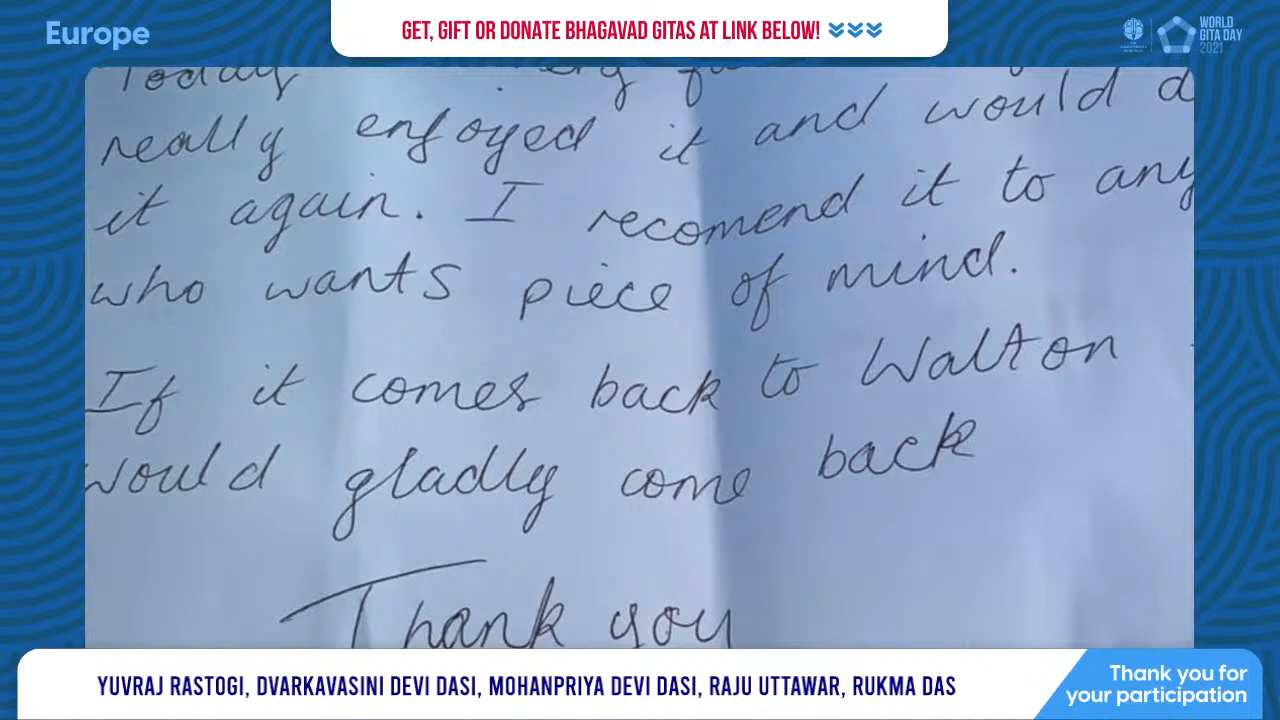 Europe
GET, GIFT OR DONATE BHAGAVAD GITAS AT LINK BELOW!
WORLD
GITA DAY
2021
Today
really enjoyed it and would
it again. I recomend it to any
who wants piece of mind.
If it comes back to Walton
would gladly come back
Thank you
YUVRAJ RASTOGI, DVARKAVASINI DEVI DASI, MOHANPRIYA DEVI DASI, RAJU UTTAWAR, RUKMA DAS
Thank you for
your participation